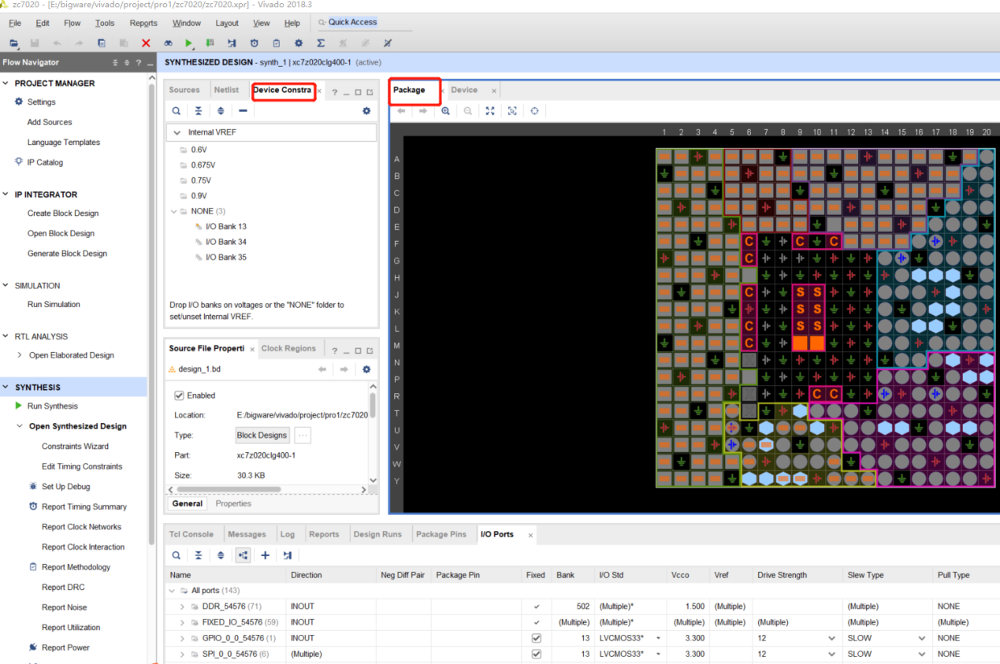 zc7020 - [E:/bigware/vivado/project/pro1/zc7020/zc7020.xpr] - Vivado 2018.3
File Edit Flow Tools Reports Window Layout View Help Quick Access
Flow Navigator
PROJECT MANAGER
Settings
Add Sources
Language Templates
IP Catalog
IP INTEGRATOR
Create Block Design
Open Block Design
Generate Block Design
SIMULATION
Run Simulation
RTL ANALYSIS
Open Elaborated Design
SYNTHESIS
Run Synthesis
Open Synthesized Design
Constraints Wizard
Edit Timing Constraints
Set Up Debug
Report Timing Summary
Report Clock Networks
Report Clock Interaction
Report Methodology
Report DRC
Report Noise
Report Utilization
Report Power
SYNTHESIZED DESIGN - synth_1 | xc7z020clg400-1 (active)
Sources Netlist Device Constra
Internal VREF
0.6V
0.675V
0.75V
0.9V
NONE (3)
I/O Bank 13
I/O Bank 34
I/O Bank 35
Drop I/O banks on voltages or the "NONE" folder to
set/unset Internal VREF.
Source File Properti Clock Regions
design_1.bd
Enabled
Location: E:/bigware/vivado/project/pro1/zc7020
Type: Block Designs
Part: xc7z020clg400-1
Size: 30.3 KB
General Properties
Package Device
1 2 3 4 5 6 7 8 9 10 11 12 13 14 15 16 17 18 19 20
A
B
C
D
E
F C C C
G C
H
J C S S
K S S
L C S S
M C
N
P
R C C
T
U
V
W
Y
Tcl Console Messages Log Reports Design Runs Package Pins I/O Ports
Name Direction Neg Diff Pair Package Pin Fixed Bank I/O Std Vcco Vref Drive Strength Slew Type Pull Type
All ports (143)
DDR_54576 (71) INOUT 502 (Multiple)* 1.500 (Multiple) (Multiple) NONE
FIXED_IO_54576 (59) INOUT (Multiple) (Multiple)* (Multiple) (Multiple) (Multiple) (Multiple) (Multiple)
GPIO_0_0_54576 (1) INOUT 13 LVCMOS33* 3.300 12 SLOW NONE
SPI_0_0_54576 (6) (Multiple) 13 LVCMOS33* 3.300 12 SLOW NONE